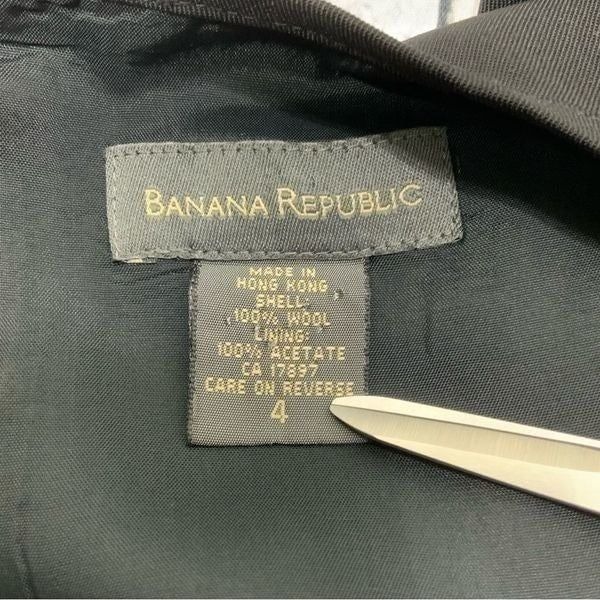 BANANA REPUBLIC
MADE IN
HONG KONG
SHELL:
100% WOOL
LINING:
100% ACETATE
CA 17897
CARE ON REVERSE
4